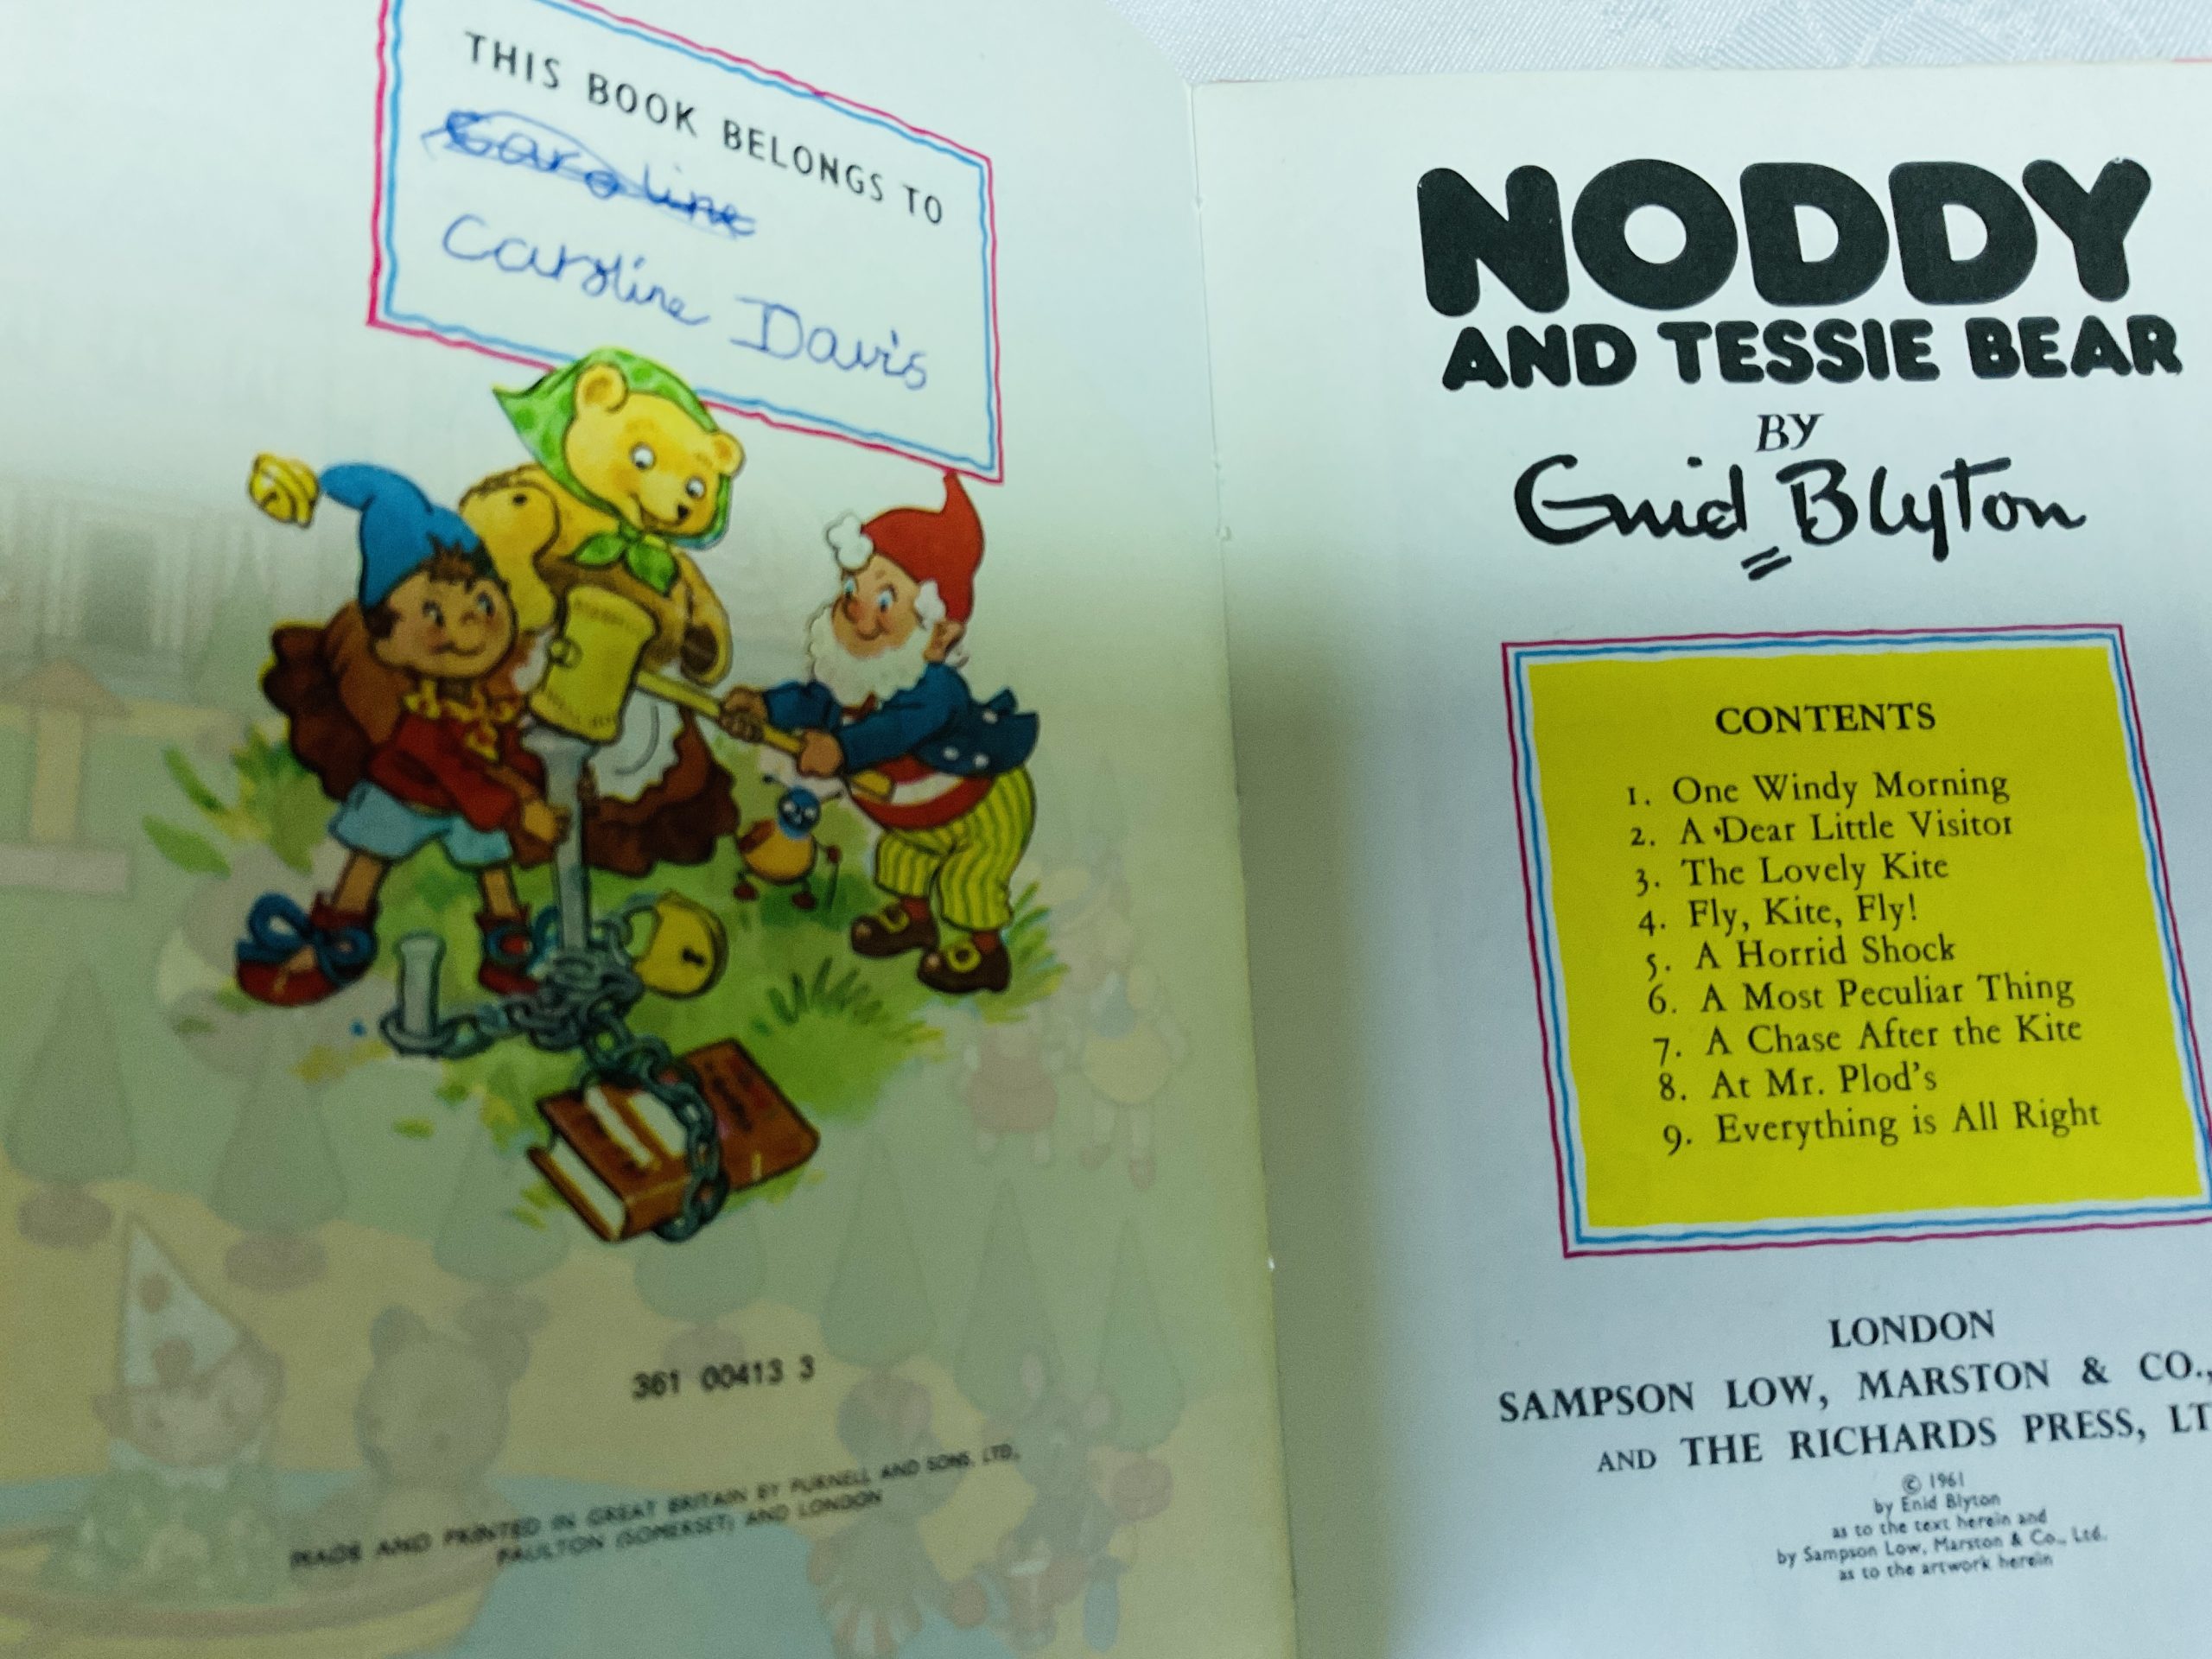 THIS BOOK BELONGS TO
Caroline
Caroline Davis
361 00413 3
MADE AND PRINTED IN GREAT BRITAIN BY PURNELL AND SONS, LTD.,
PAULTON (SOMERSET) AND LONDON
NODDY
AND TESSIE BEAR
BY
Enid Blyton
CONTENTS
1. One Windy Morning
2. A Dear Little Visitor
3. The Lovely Kite
4. Fly, Kite, Fly!
5. A Horrid Shock
6. A Most Peculiar Thing
7. A Chase After the Kite
8. At Mr. Plod's
9. Everything is All Right
LONDON
SAMPSON LOW, MARSTON & CO.,
AND THE RICHARDS PRESS, LT
© 1961
by Enid Blyton
as to the text herein and
by Sampson Low, Marston & Co., Ltd.
as to the artwork herein